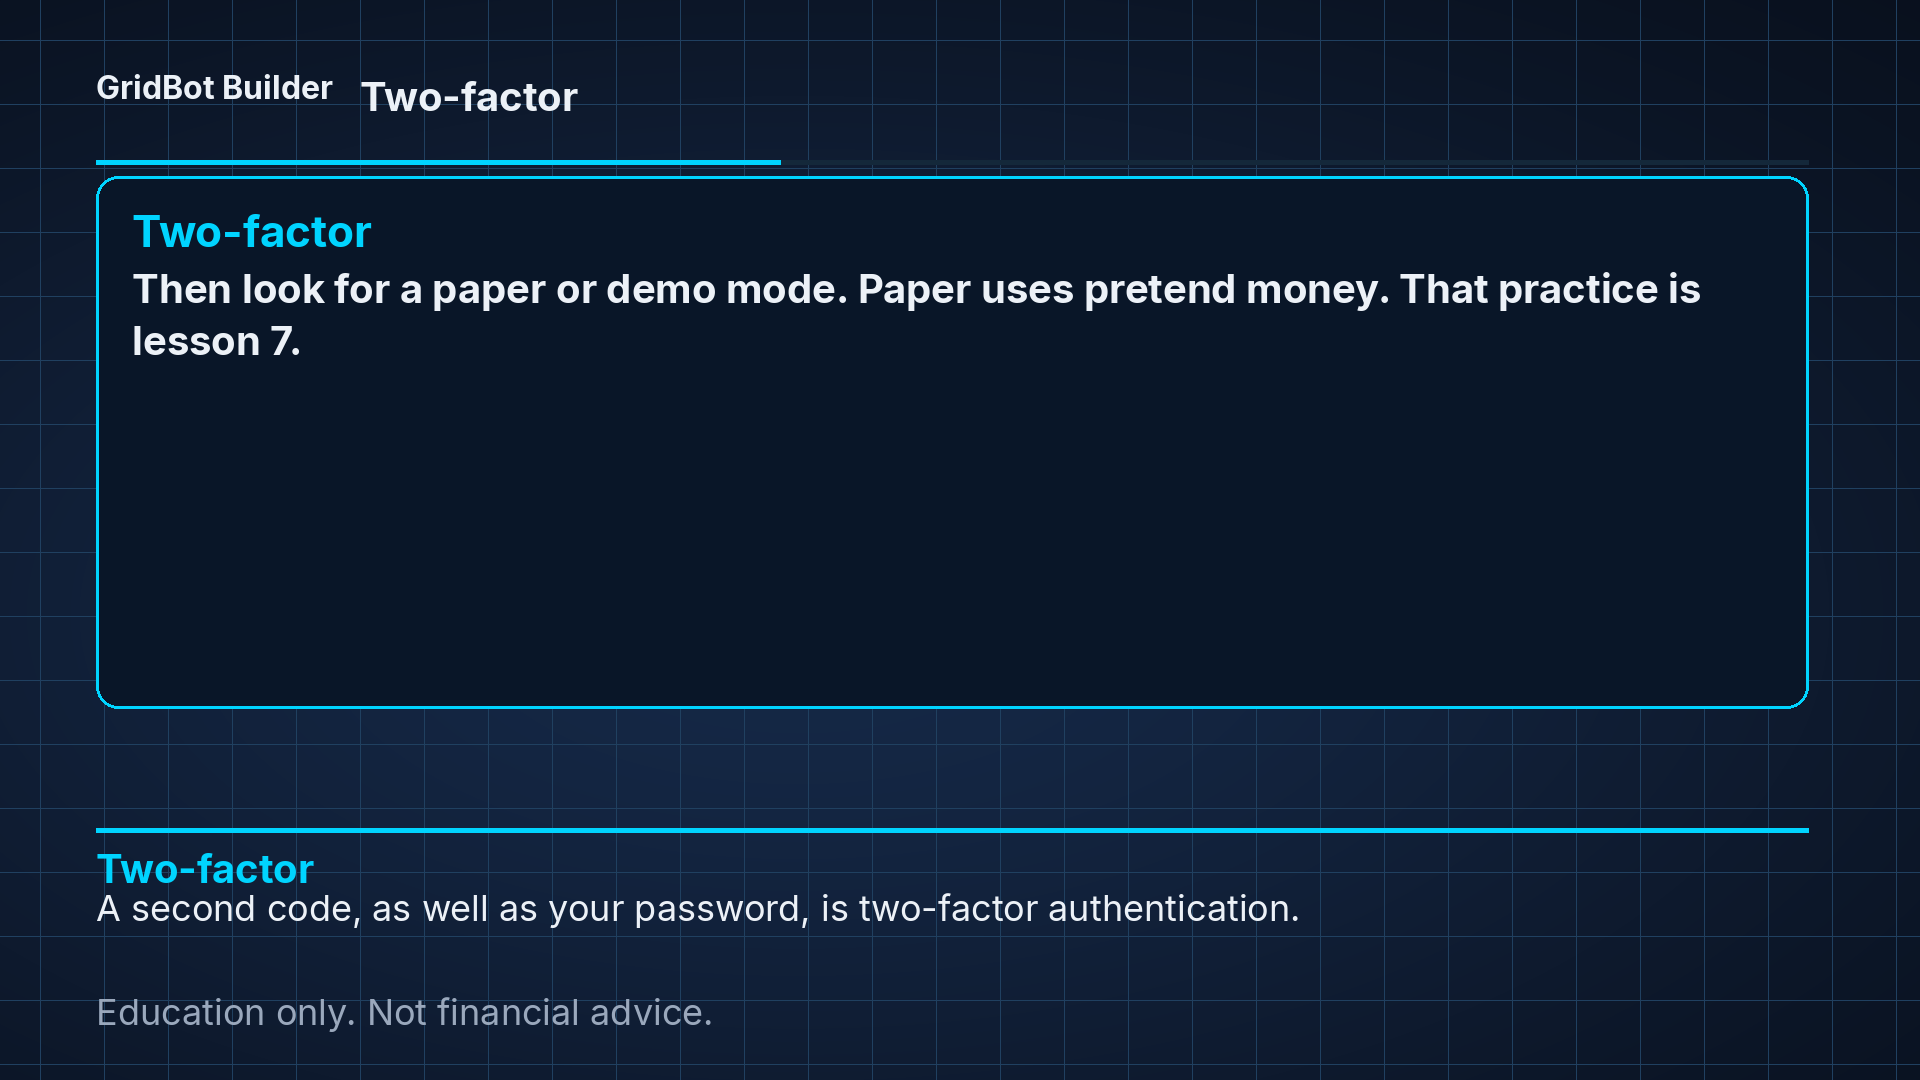 GridBot Builder
Two-factor
Two-factor
Then look for a paper or demo mode. Paper uses pretend money. That practice is
lesson 7.
Two-factor
A second code, as well as your password, is two-factor authentication.
Education only. Not financial advice.